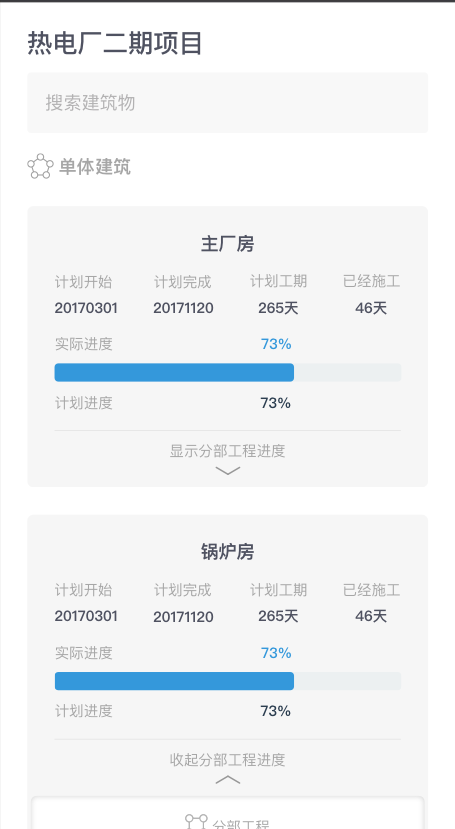 热电厂二期项目
搜索建筑物
单体建筑
主厂房
计划开始 计划完成 计划工期 已经施工
20170301 20171120 265天 46天
实际进度 73%
计划进度 73%
显示分部工程进度
锅炉房
计划开始 计划完成 计划工期 已经施工
20170301 20171120 265天 46天
实际进度 73%
计划进度 73%
收起分部工程进度
分部工程